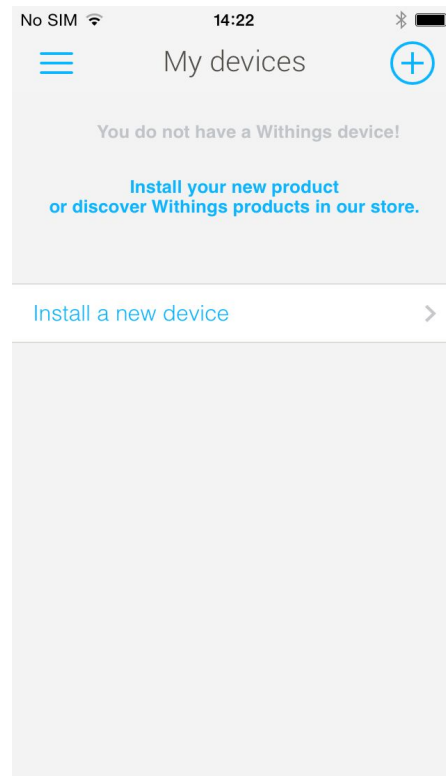 No SIM 14:22
My devices
You do not have a Withings device!
Install your new product
or discover Withings products in our store.
Install a new device